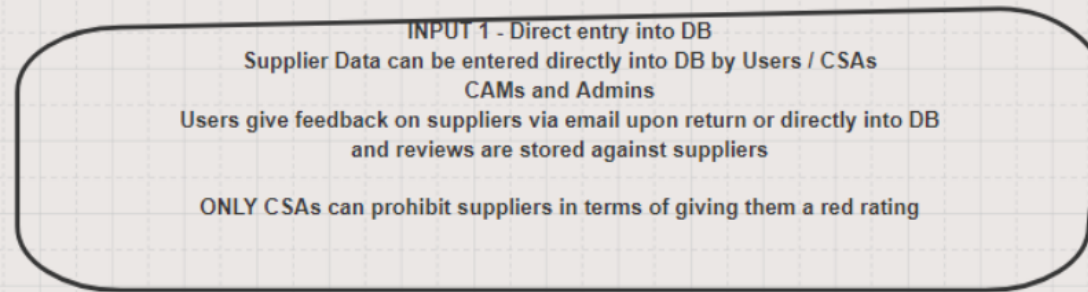 INPUT 1 - Direct entry into DB
Supplier Data can be entered directly into DB by Users / CSAs
CAMs and Admins
Users give feedback on suppliers via email upon return or directly into DB
and reviews are stored against suppliers
ONLY CSAs can prohibit suppliers in terms of giving them a red rating